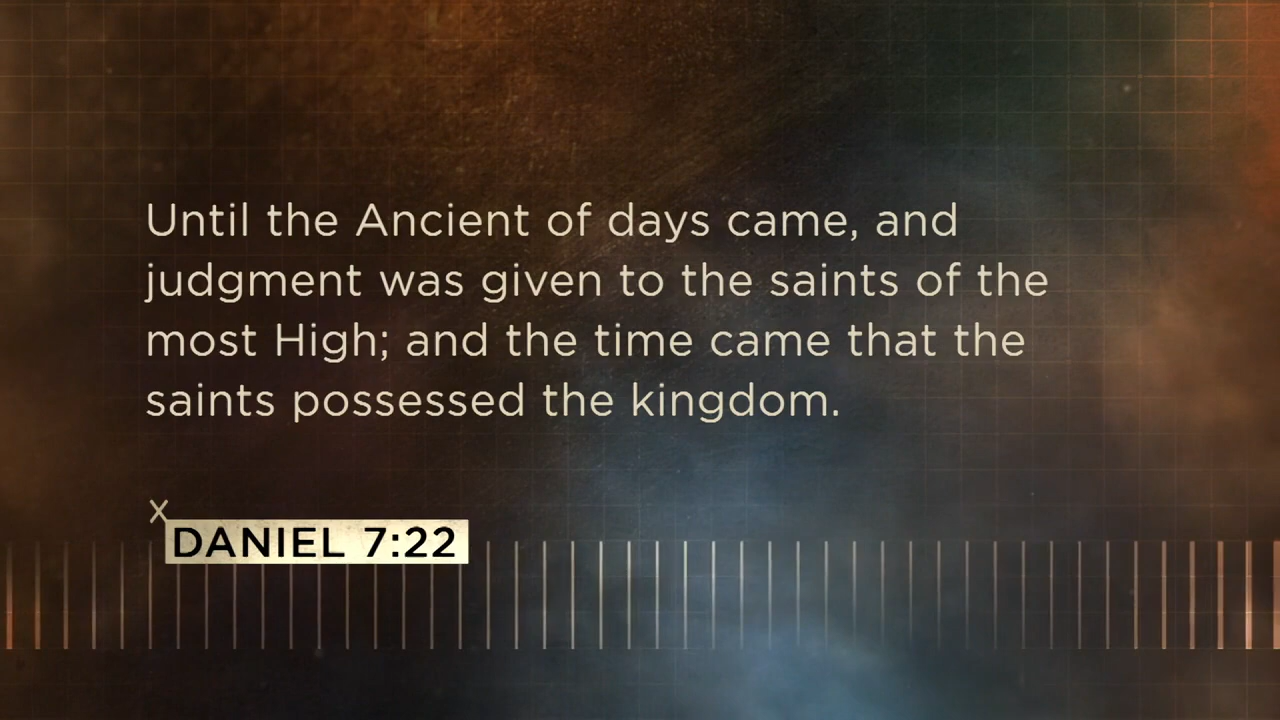 Until the Ancient of days came, and
judgment was given to the saints of the
most High; and the time came that the
saints possessed the kingdom.
DANIEL 7:22